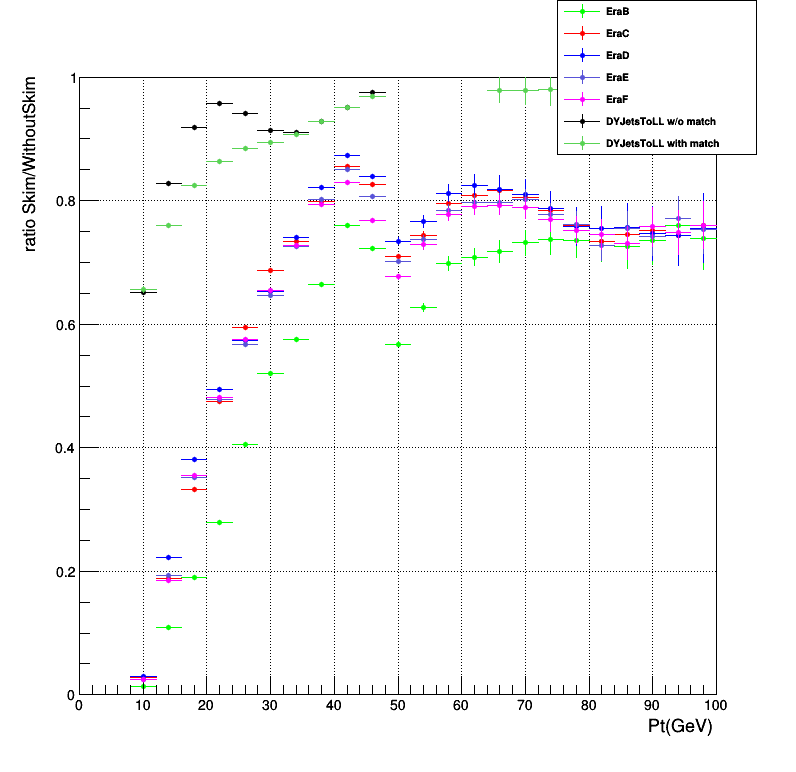 EraB
EraC
EraD
EraE
EraF
DYJetsToLL w/o match
DYJetsToLL with match
ratio Skim/WithoutSkim
1
0.8
0.6
0.4
0.2
0
0 10 20 30 40 50 60 70 80 90 100
Pt(GeV)